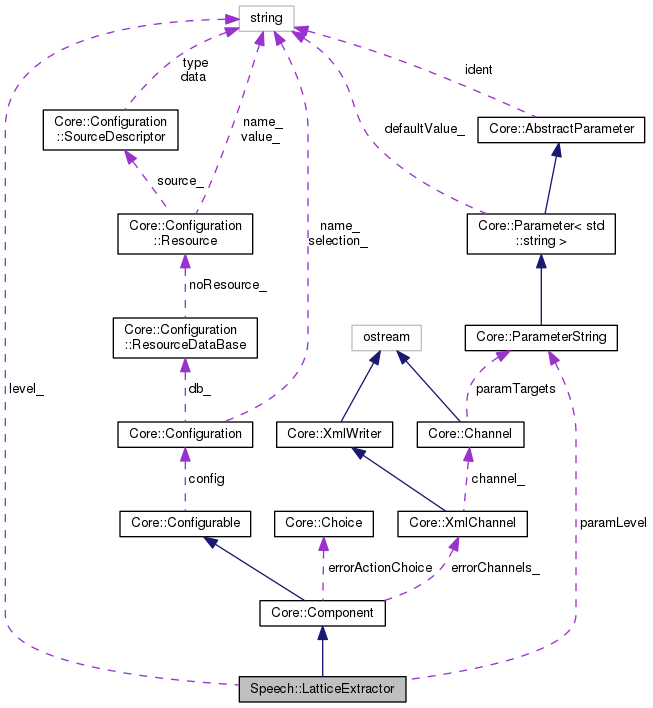 string
type
data
ident
Core::Configuration
::SourceDescriptor
name_
value_
defaultValue_
Core::AbstractParameter
source_
Core::Configuration
::Resource
name_
selection_
Core::Parameter< std
::string >
noResource_
Core::Configuration
::ResourceDataBase
ostream
Core::ParameterString
level_
db_
paramTargets
Core::Configuration
Core::XmlWriter
Core::Channel
config
channel_
Core::Configurable
Core::Choice
Core::XmlChannel
paramLevel
errorActionChoice
errorChannels_
Core::Component
Speech::LatticeExtractor